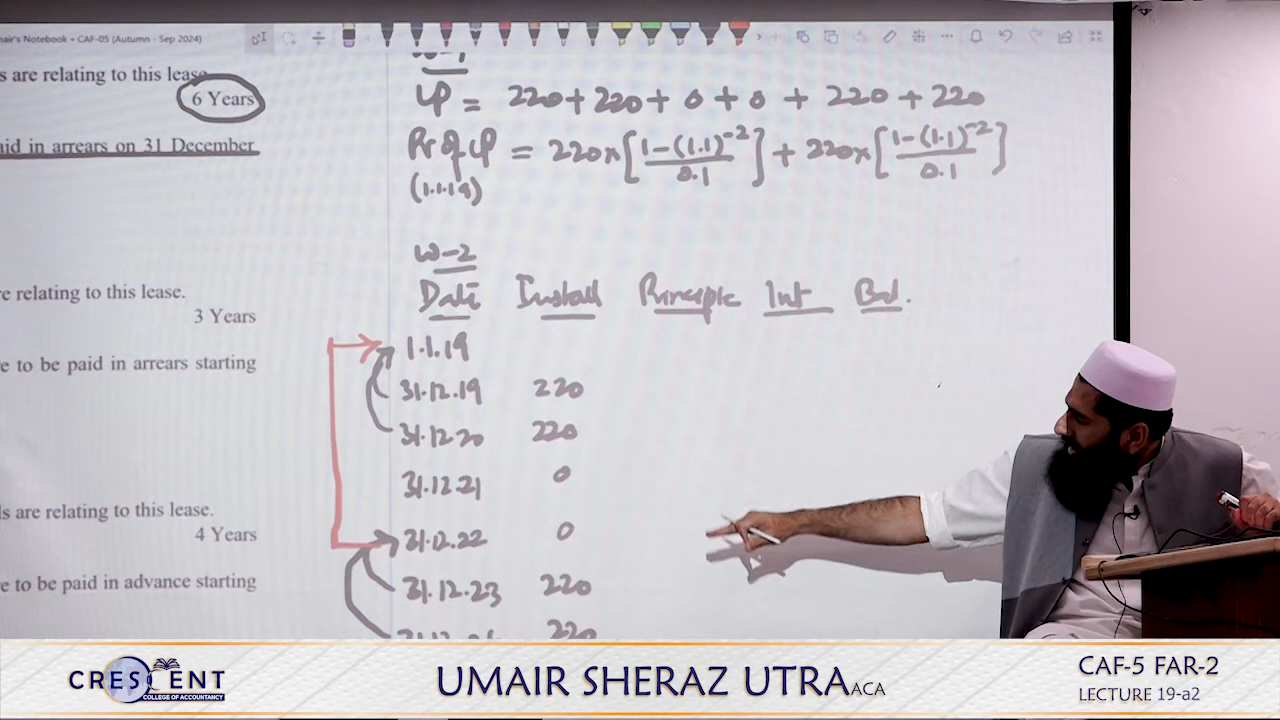 air's Notebook ▸ CAF-05 (Autumn - Sep 2024)
s are relating to this lease.
6 Years
aid in arrears on 31 December
re relating to this lease.
3 Years
e to be paid in arrears starting
ls are relating to this lease.
4 Years
e to be paid in advance starting
W-1
LP = 220 + 220 + 0 + 0 + 220 + 220
Pr of LP = 220 x [1-(1.1)^-2 / 0.1] + 220 x [1-(1.1)^-2 / 0.1]
(1.1.19)
W-2
Date Install Principle Int Bal.
1.1.19
31.12.19 220
31.12.20 220
31.12.21 0
31.12.22 0
31.12.23 220
220
CRESCENT
COLLEGE OF ACCOUNTANCY
UMAIR SHERAZ UTRA ACA
CAF-5 FAR-2
LECTURE 19-a2